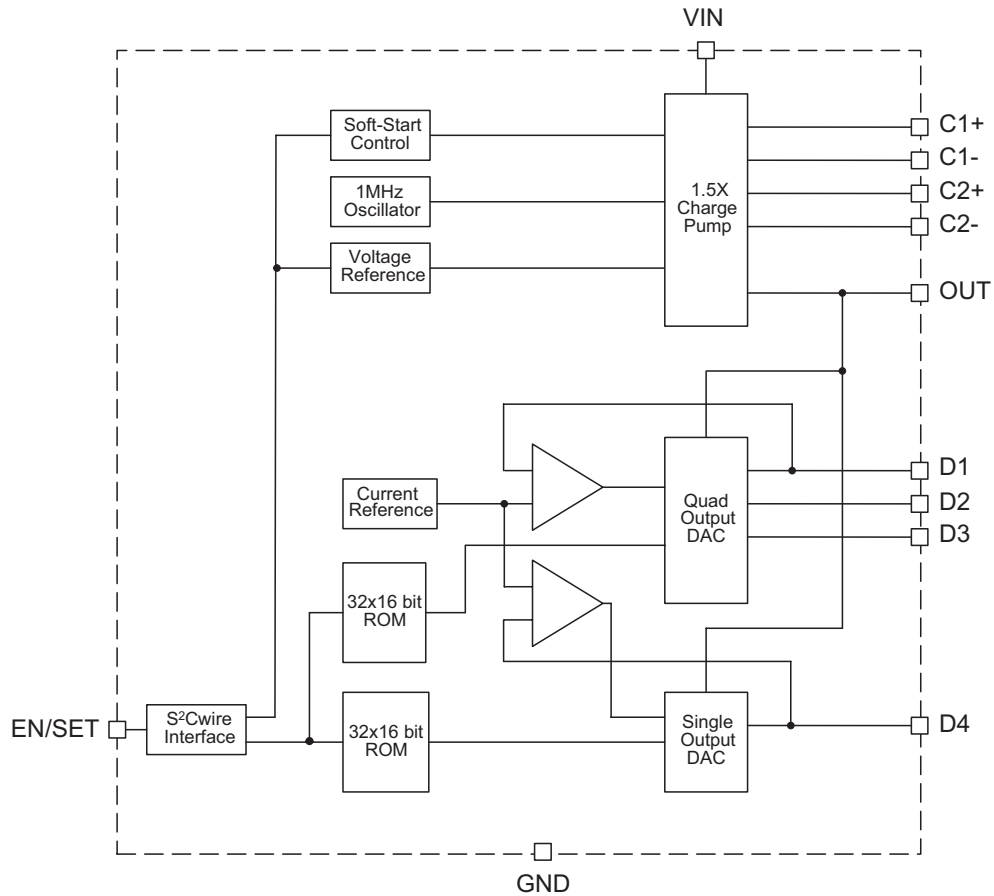 VIN
Soft-Start
Control
1MHz
Oscillator
Voltage
Reference
1.5X
Charge
Pump
C1+
C1-
C2+
C2-
OUT
Current
Reference
Quad
Output
DAC
D1
D2
D3
32x16 bit
ROM
EN/SET
S²Cwire
Interface
32x16 bit
ROM
Single
Output
DAC
D4
GND